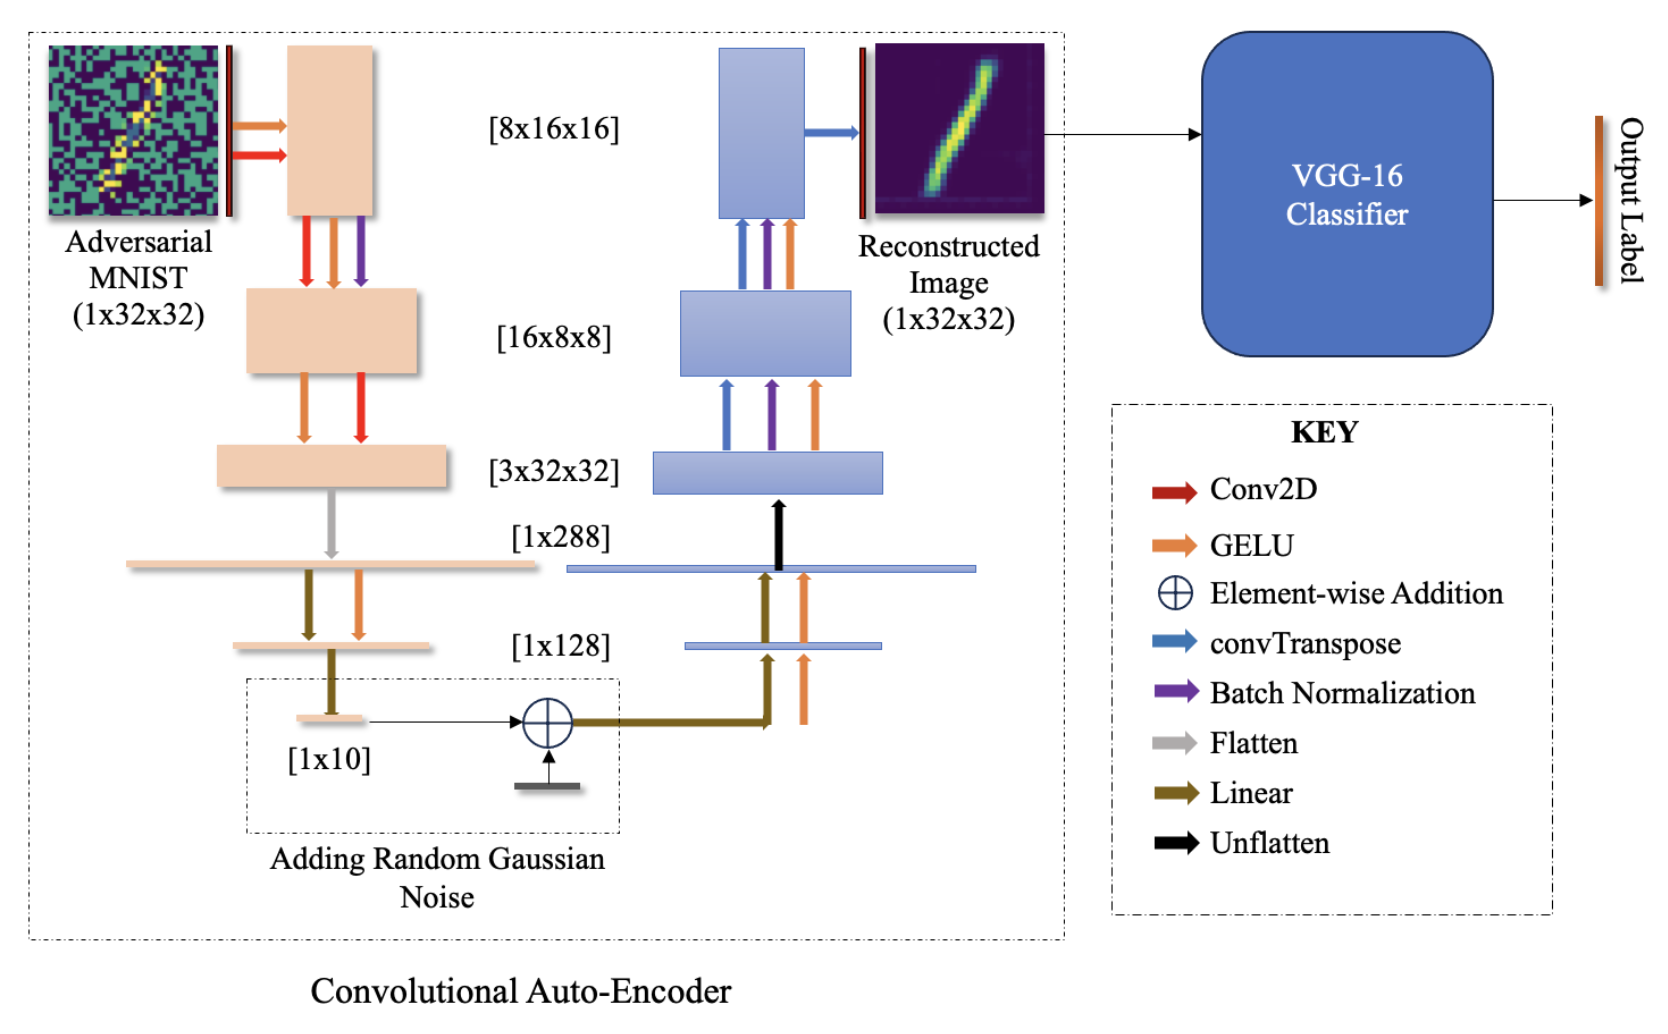 Adversarial
MNIST
(1x32x32)
[8x16x16]
[16x8x8]
[3x32x32]
[1x288]
[1x128]
[1x10]
Adding Random Gaussian
Noise
Reconstructed
Image
(1x32x32)
Convolutional Auto-Encoder
VGG-16
Classifier
Output Label
KEY
Conv2D
GELU
Element-wise Addition
convTranspose
Batch Normalization
Flatten
Linear
Unflatten